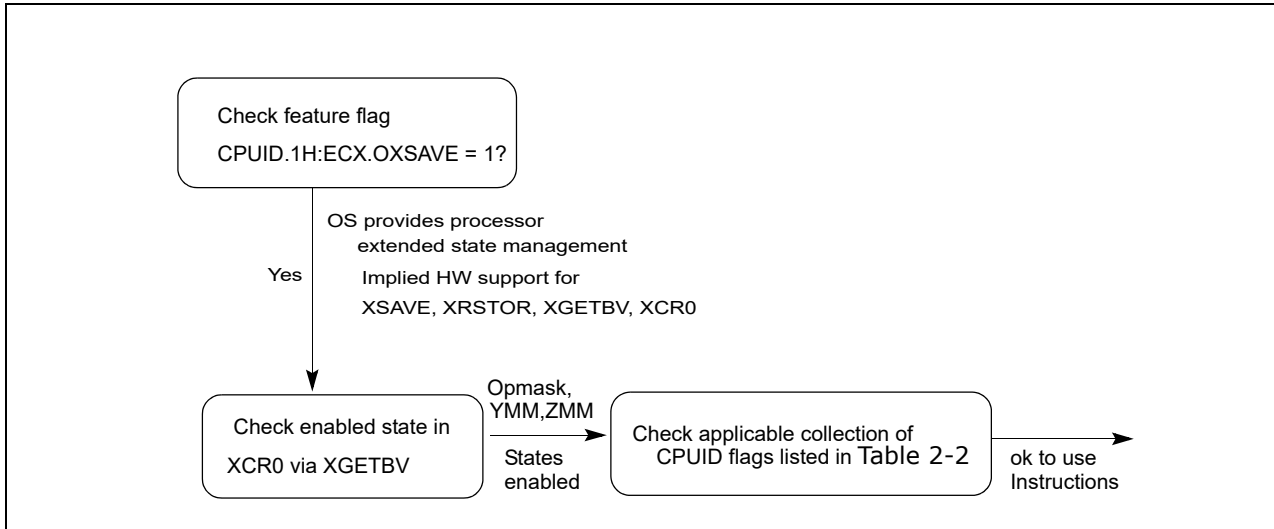 Check feature flag
CPUID.1H:ECX.OXSAVE = 1?
OS provides processor
extended state management
Yes
Implied HW support for
XSAVE, XRSTOR, XGETBV, XCR0
Check enabled state in
XCR0 via XGETBV
Opmask,
YMM,ZMM
States
enabled
Check applicable collection of
CPUID flags listed in Table 2-2
ok to use
Instructions